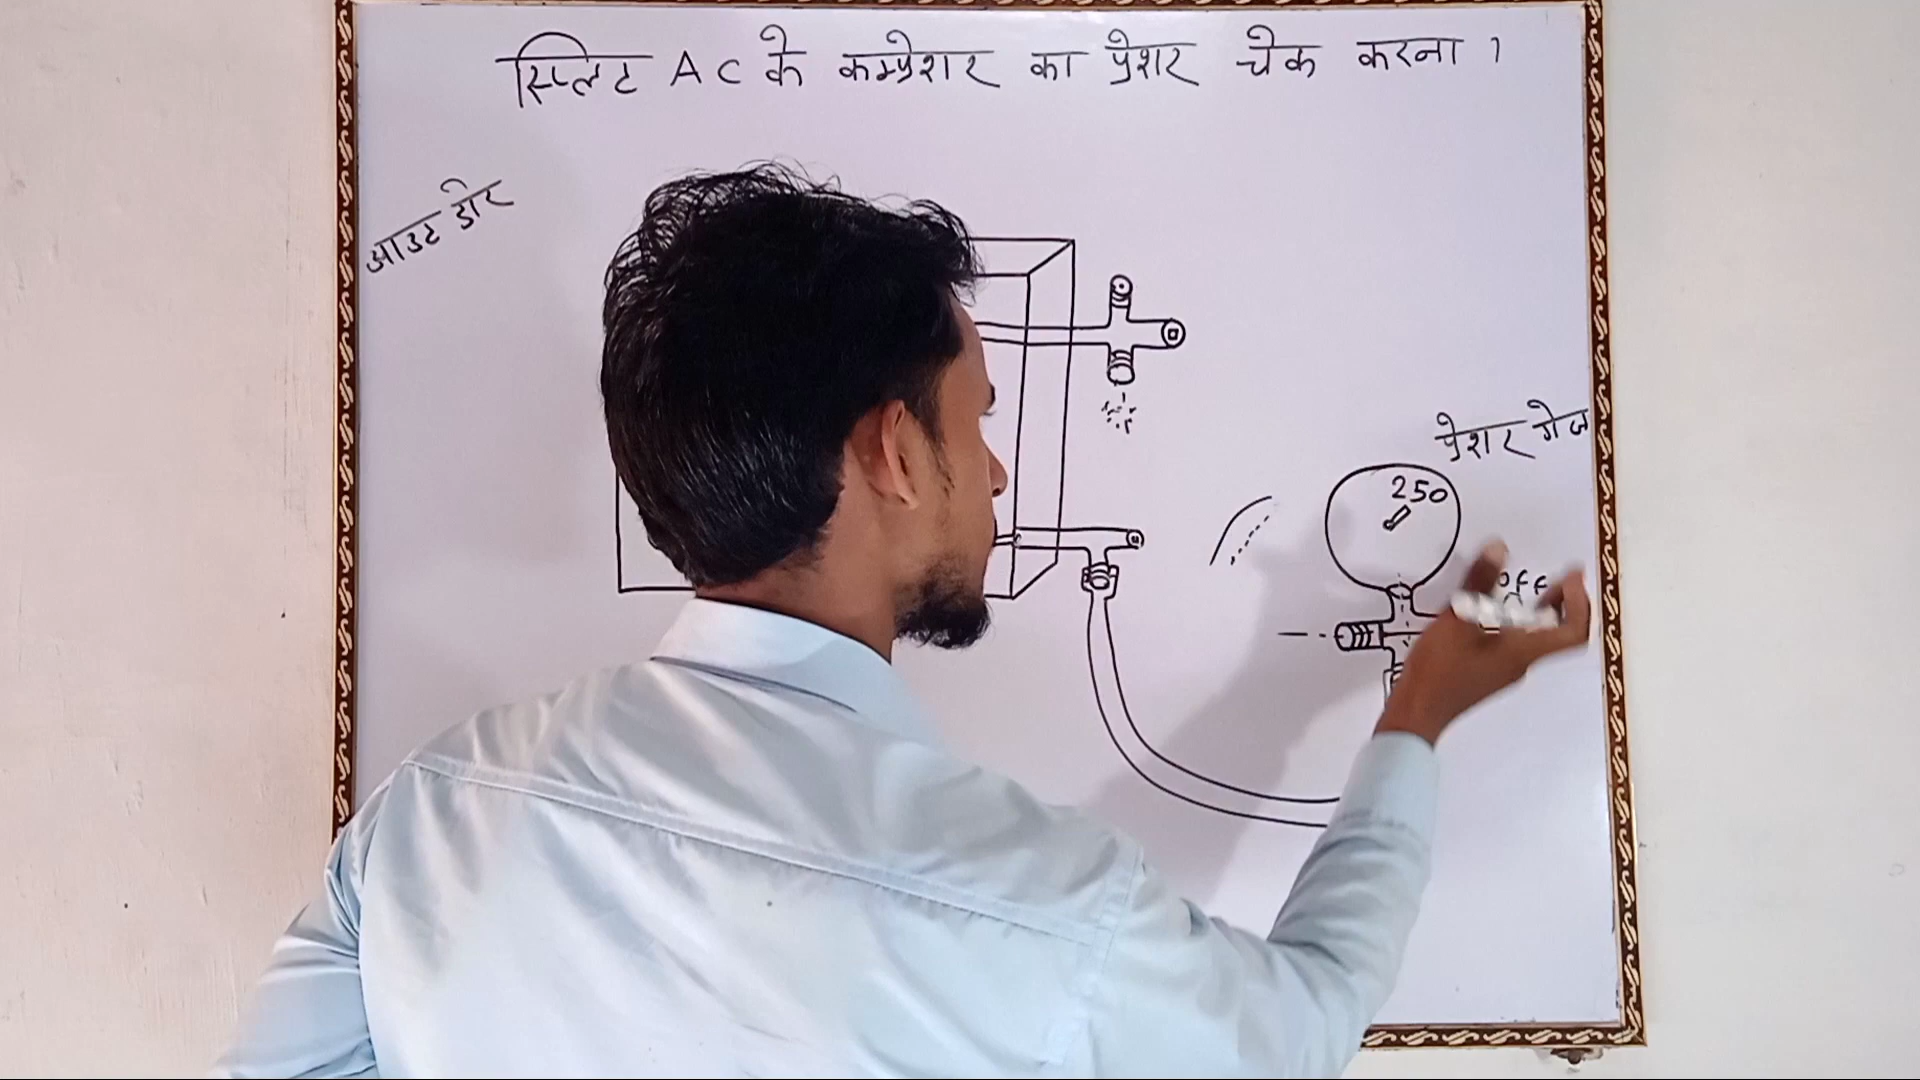 स्प्लिट AC के कम्प्रेशर का प्रेशर चेक करना ।
आउट डोर
प्रेशर गेज
250
off